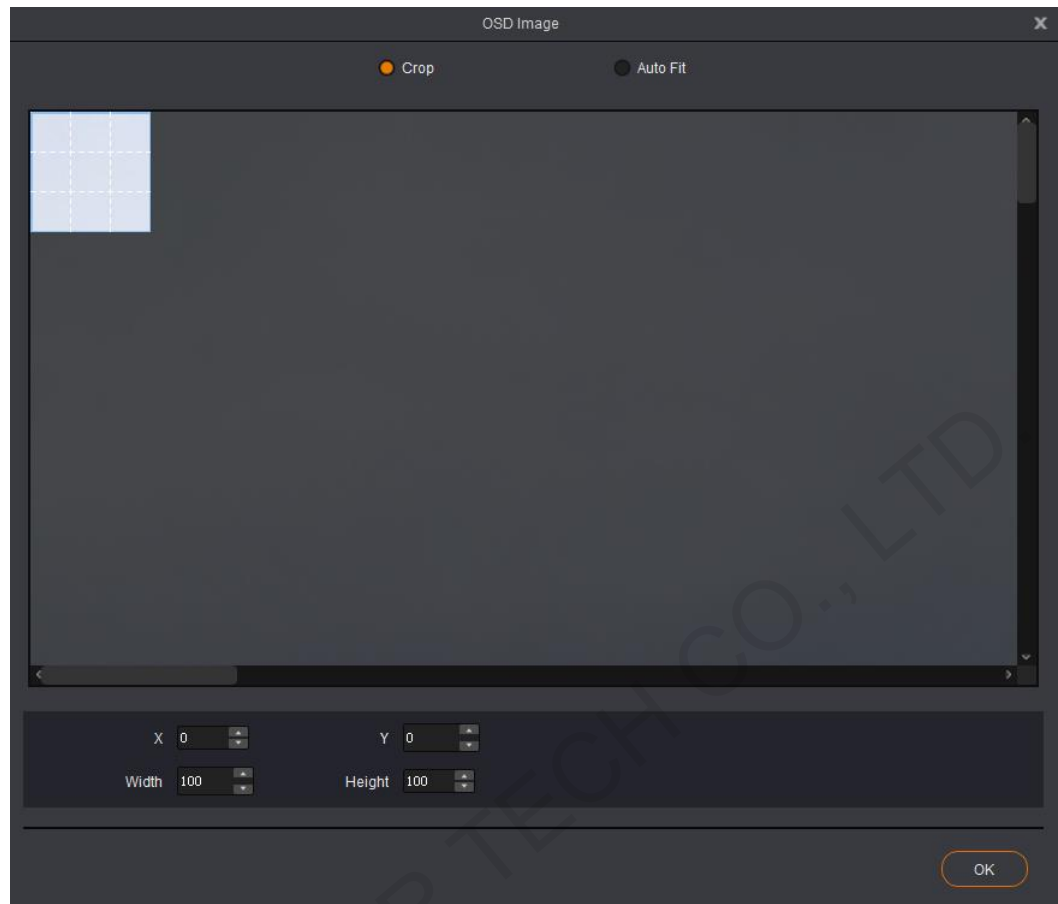 OSD Image X
Crop Auto Fit
X 0 Y 0
Width 100 Height 100
OK
TECH CO., LTD